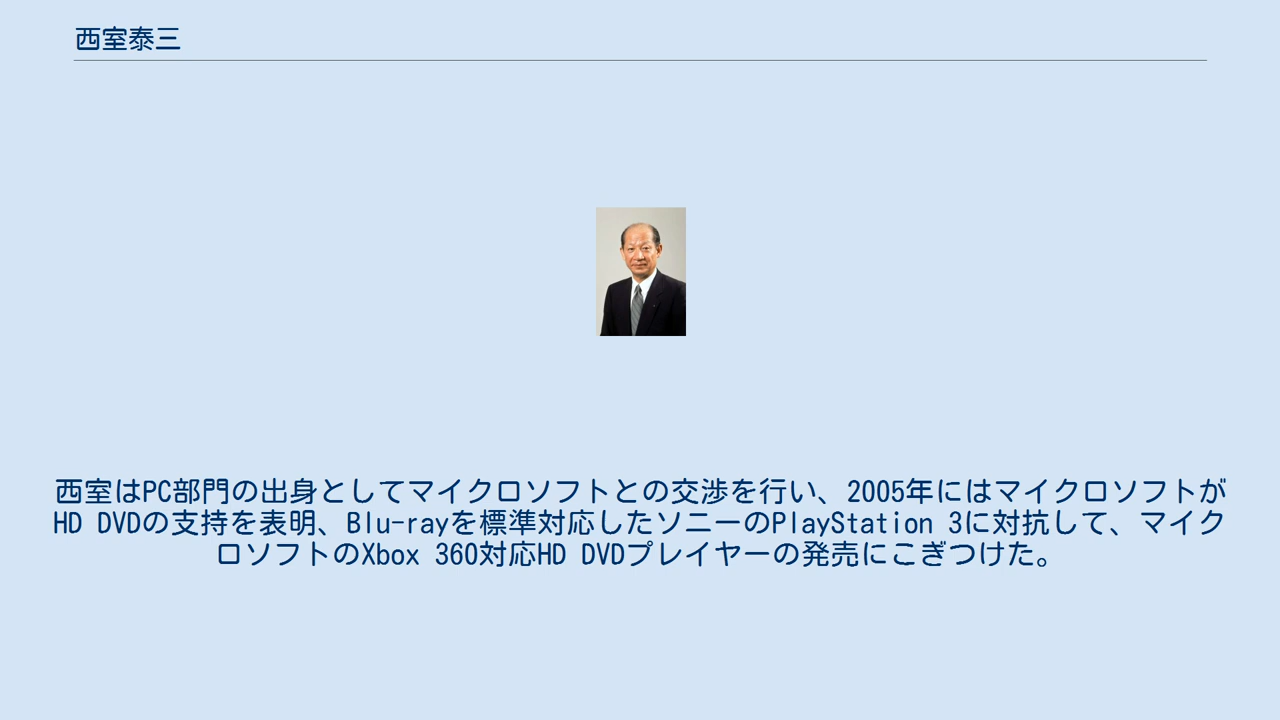 西室泰三
西室はPC部門の出身としてマイクロソフトとの交渉を行い、2005年にはマイクロソフトが
HD DVDの支持を表明、Blu-rayを標準対応したソニーのPlayStation 3に対抗して、マイク
ロソフトのXbox 360対応HD DVDプレイヤーの発売にこぎつけた。